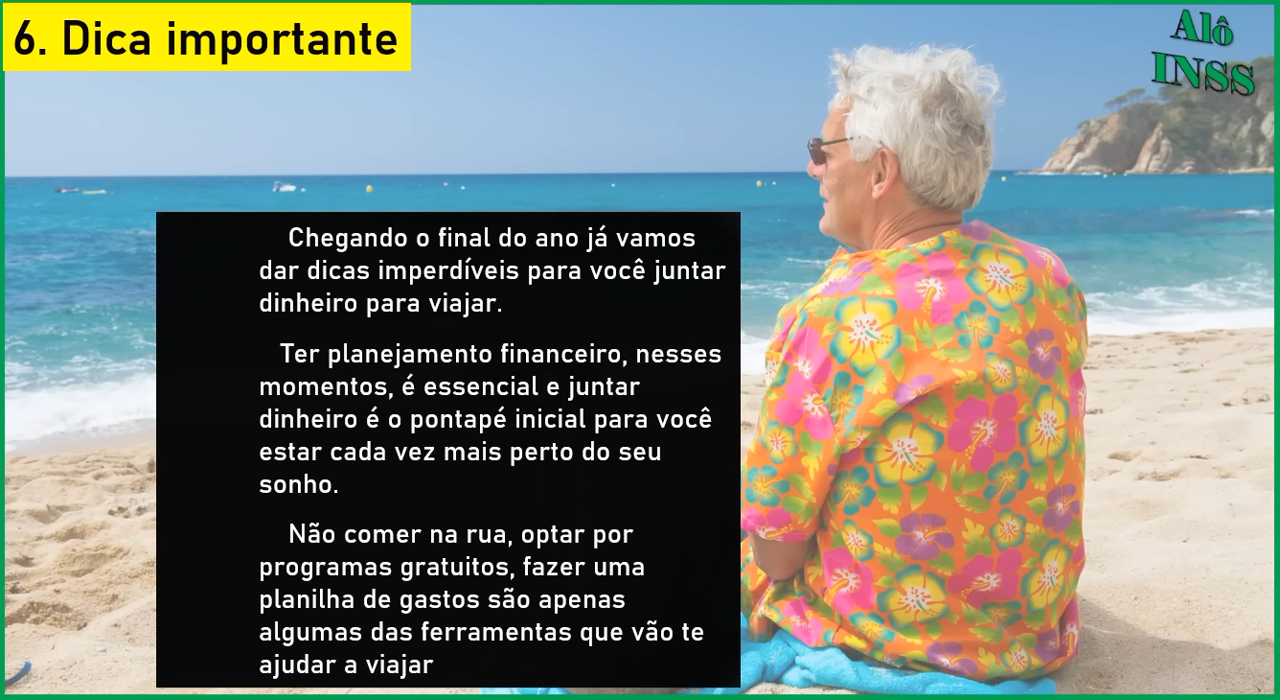 6. Dica importante
Alô
INSS
Chegando o final do ano já vamos
dar dicas imperdíveis para você juntar
dinheiro para viajar.
Ter planejamento financeiro, nesses
momentos, é essencial e juntar
dinheiro é o pontapé inicial para você
estar cada vez mais perto do seu
sonho.
Não comer na rua, optar por
programas gratuitos, fazer uma
planilha de gastos são apenas
algumas das ferramentas que vão te
ajudar a viajar